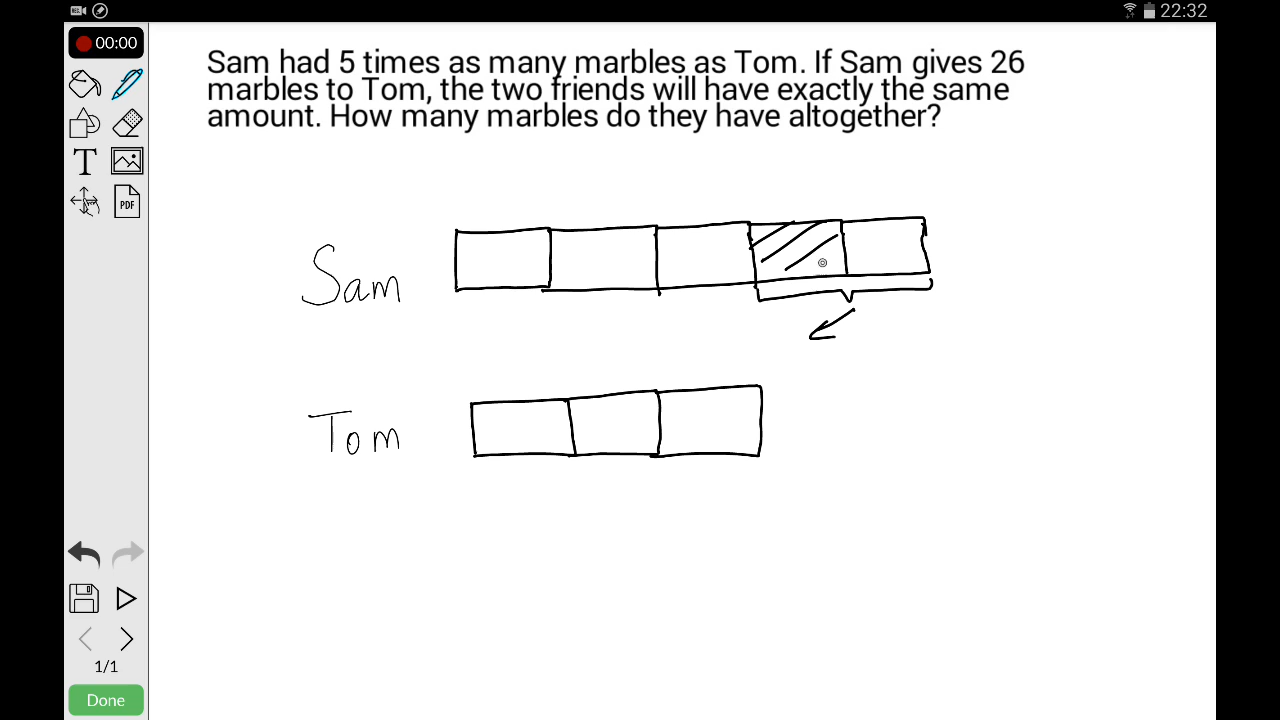 22:32
00:00
Sam had 5 times as many marbles as Tom. If Sam gives 26
marbles to Tom, the two friends will have exactly the same
amount. How many marbles do they have altogether?
T
PDF
Sam
Tom
1/1
Done